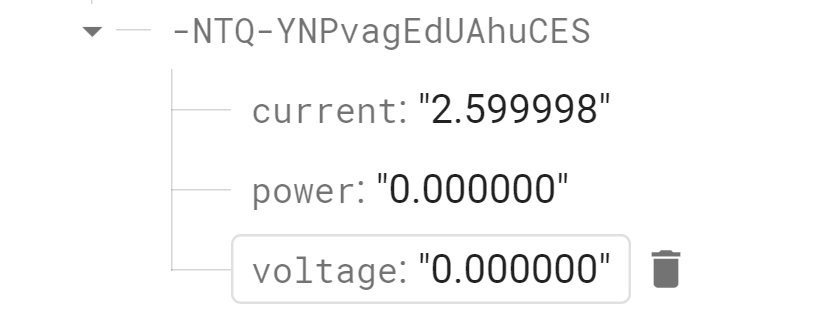 -NTQ-YNPvagEdUAhuCES
current: "2.599998"
power: "0.000000"
voltage: "0.000000"